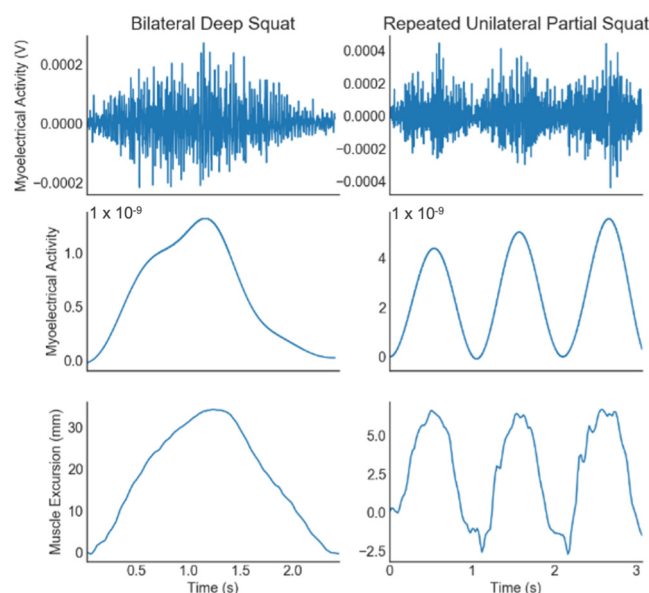 Bilateral Deep Squat
Repeated Unilateral Partial Squat
Myoelectrical Activity (V)
0.0002
0.0000
−0.0002
0.0004
0.0002
0.0000
−0.0002
−0.0004
Myoelectrical Activity
1 x 10-9
1.0
0.5
0.0
1 x 10-9
4
2
0
Muscle Excursion (mm)
30
20
10
0
0.5 1.0 1.5 2.0
Time (s)
5.0
2.5
0.0
−2.5
0 1 2 3
Time (s)